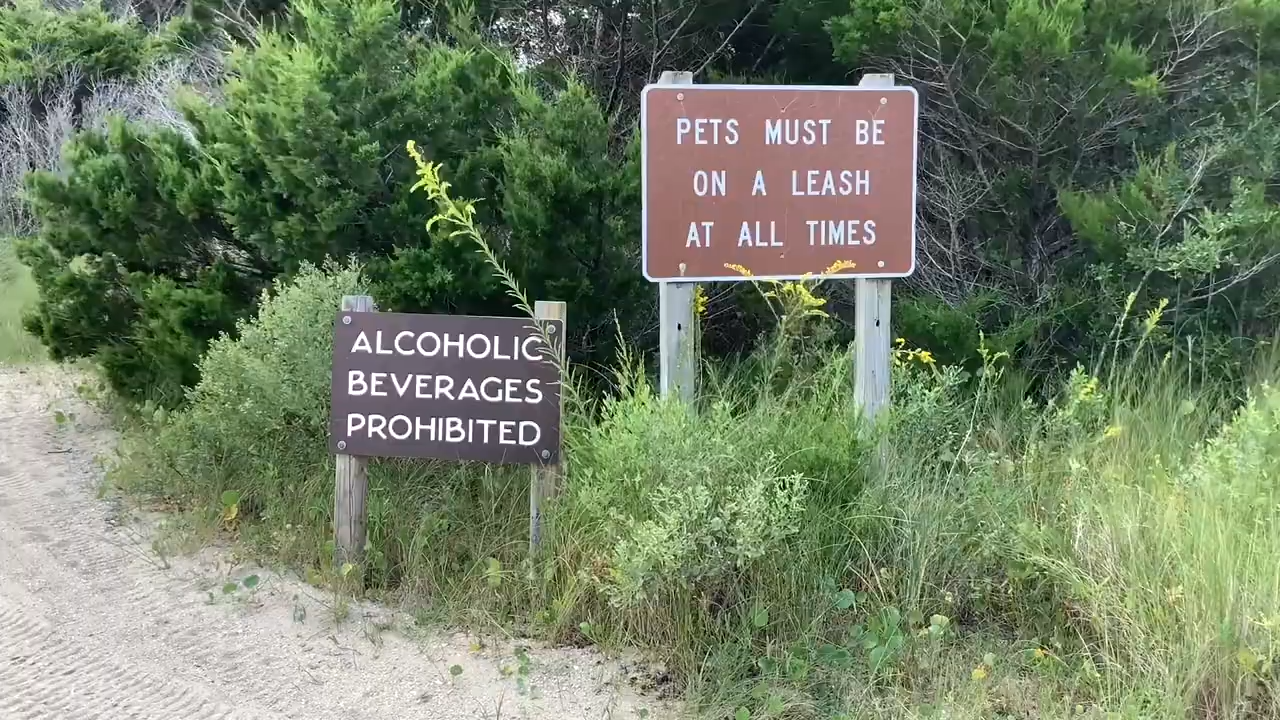 PETS MUST BE
ON A LEASH
AT ALL TIMES
ALCOHOLIC
BEVERAGES
PROHIBITED